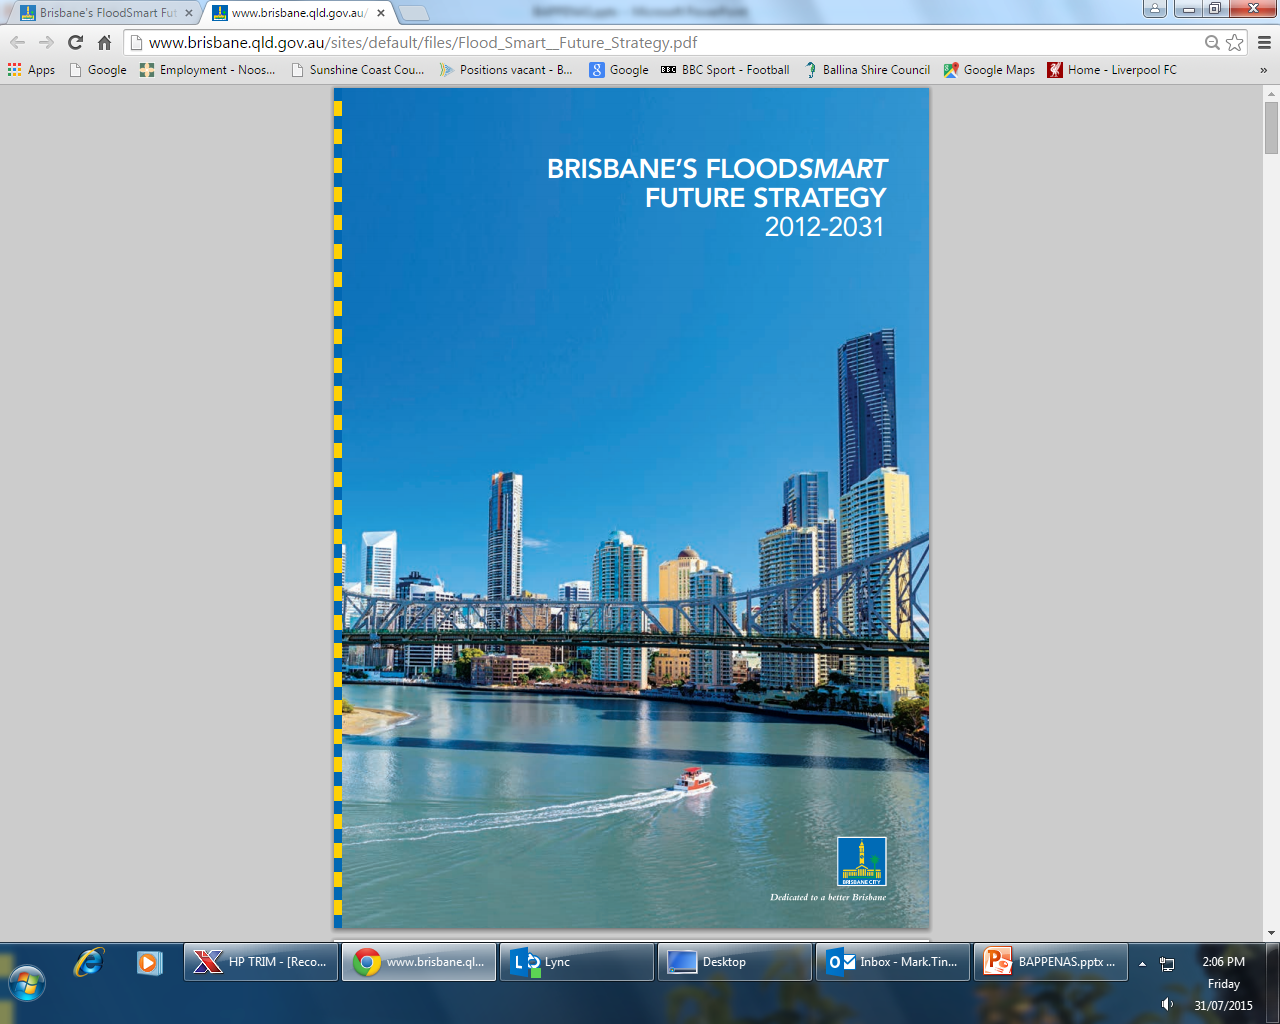 Brisbane's FloodSmart Fut
www.brisbane.qld.gov.au/
www.brisbane.qld.gov.au/sites/default/files/Flood_Smart__Future_Strategy.pdf
Apps
Google
Employment - Noos...
Sunshine Coast Cou...
Positions vacant - B...
Google
BBC Sport - Football
Ballina Shire Council
Google Maps
Home - Liverpool FC
»
BRISBANE'S FLOODSMART
FUTURE STRATEGY
2012-2031
BRISBANE CITY
Dedicated to a better Brisbane
HP TRIM - [Reco...
www.brisbane.ql...
Lync
Desktop
Inbox - Mark.Tin...
BAPPENAS.pptx ...
2:06 PM
Friday
31/07/2015